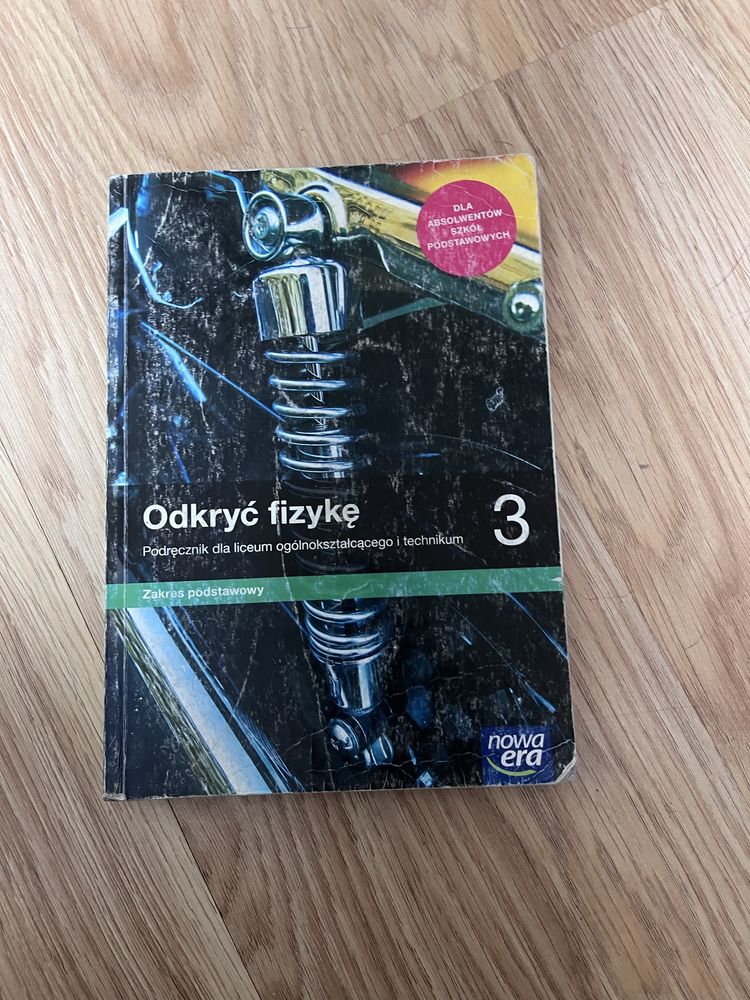 DLA
ABSOLWENTÓW
SZKÓŁ
PODSTAWOWYCH
Odkryć fizykę 3
Podręcznik dla liceum ogólnokształcącego i technikum
Zakres podstawowy
nowa
era